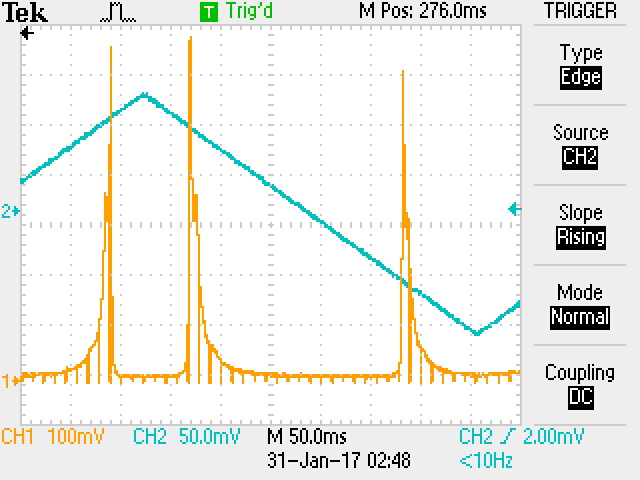 Tek T Trig'd M Pos: 276.0ms TRIGGER
Type
Edge
Source
CH2
2
Slope
Rising
Mode
Normal
1
Coupling
DC
CH1 100mV CH2 50.0mV M 50.0ms CH2 2.00mV
31-Jan-17 02:48 <10Hz